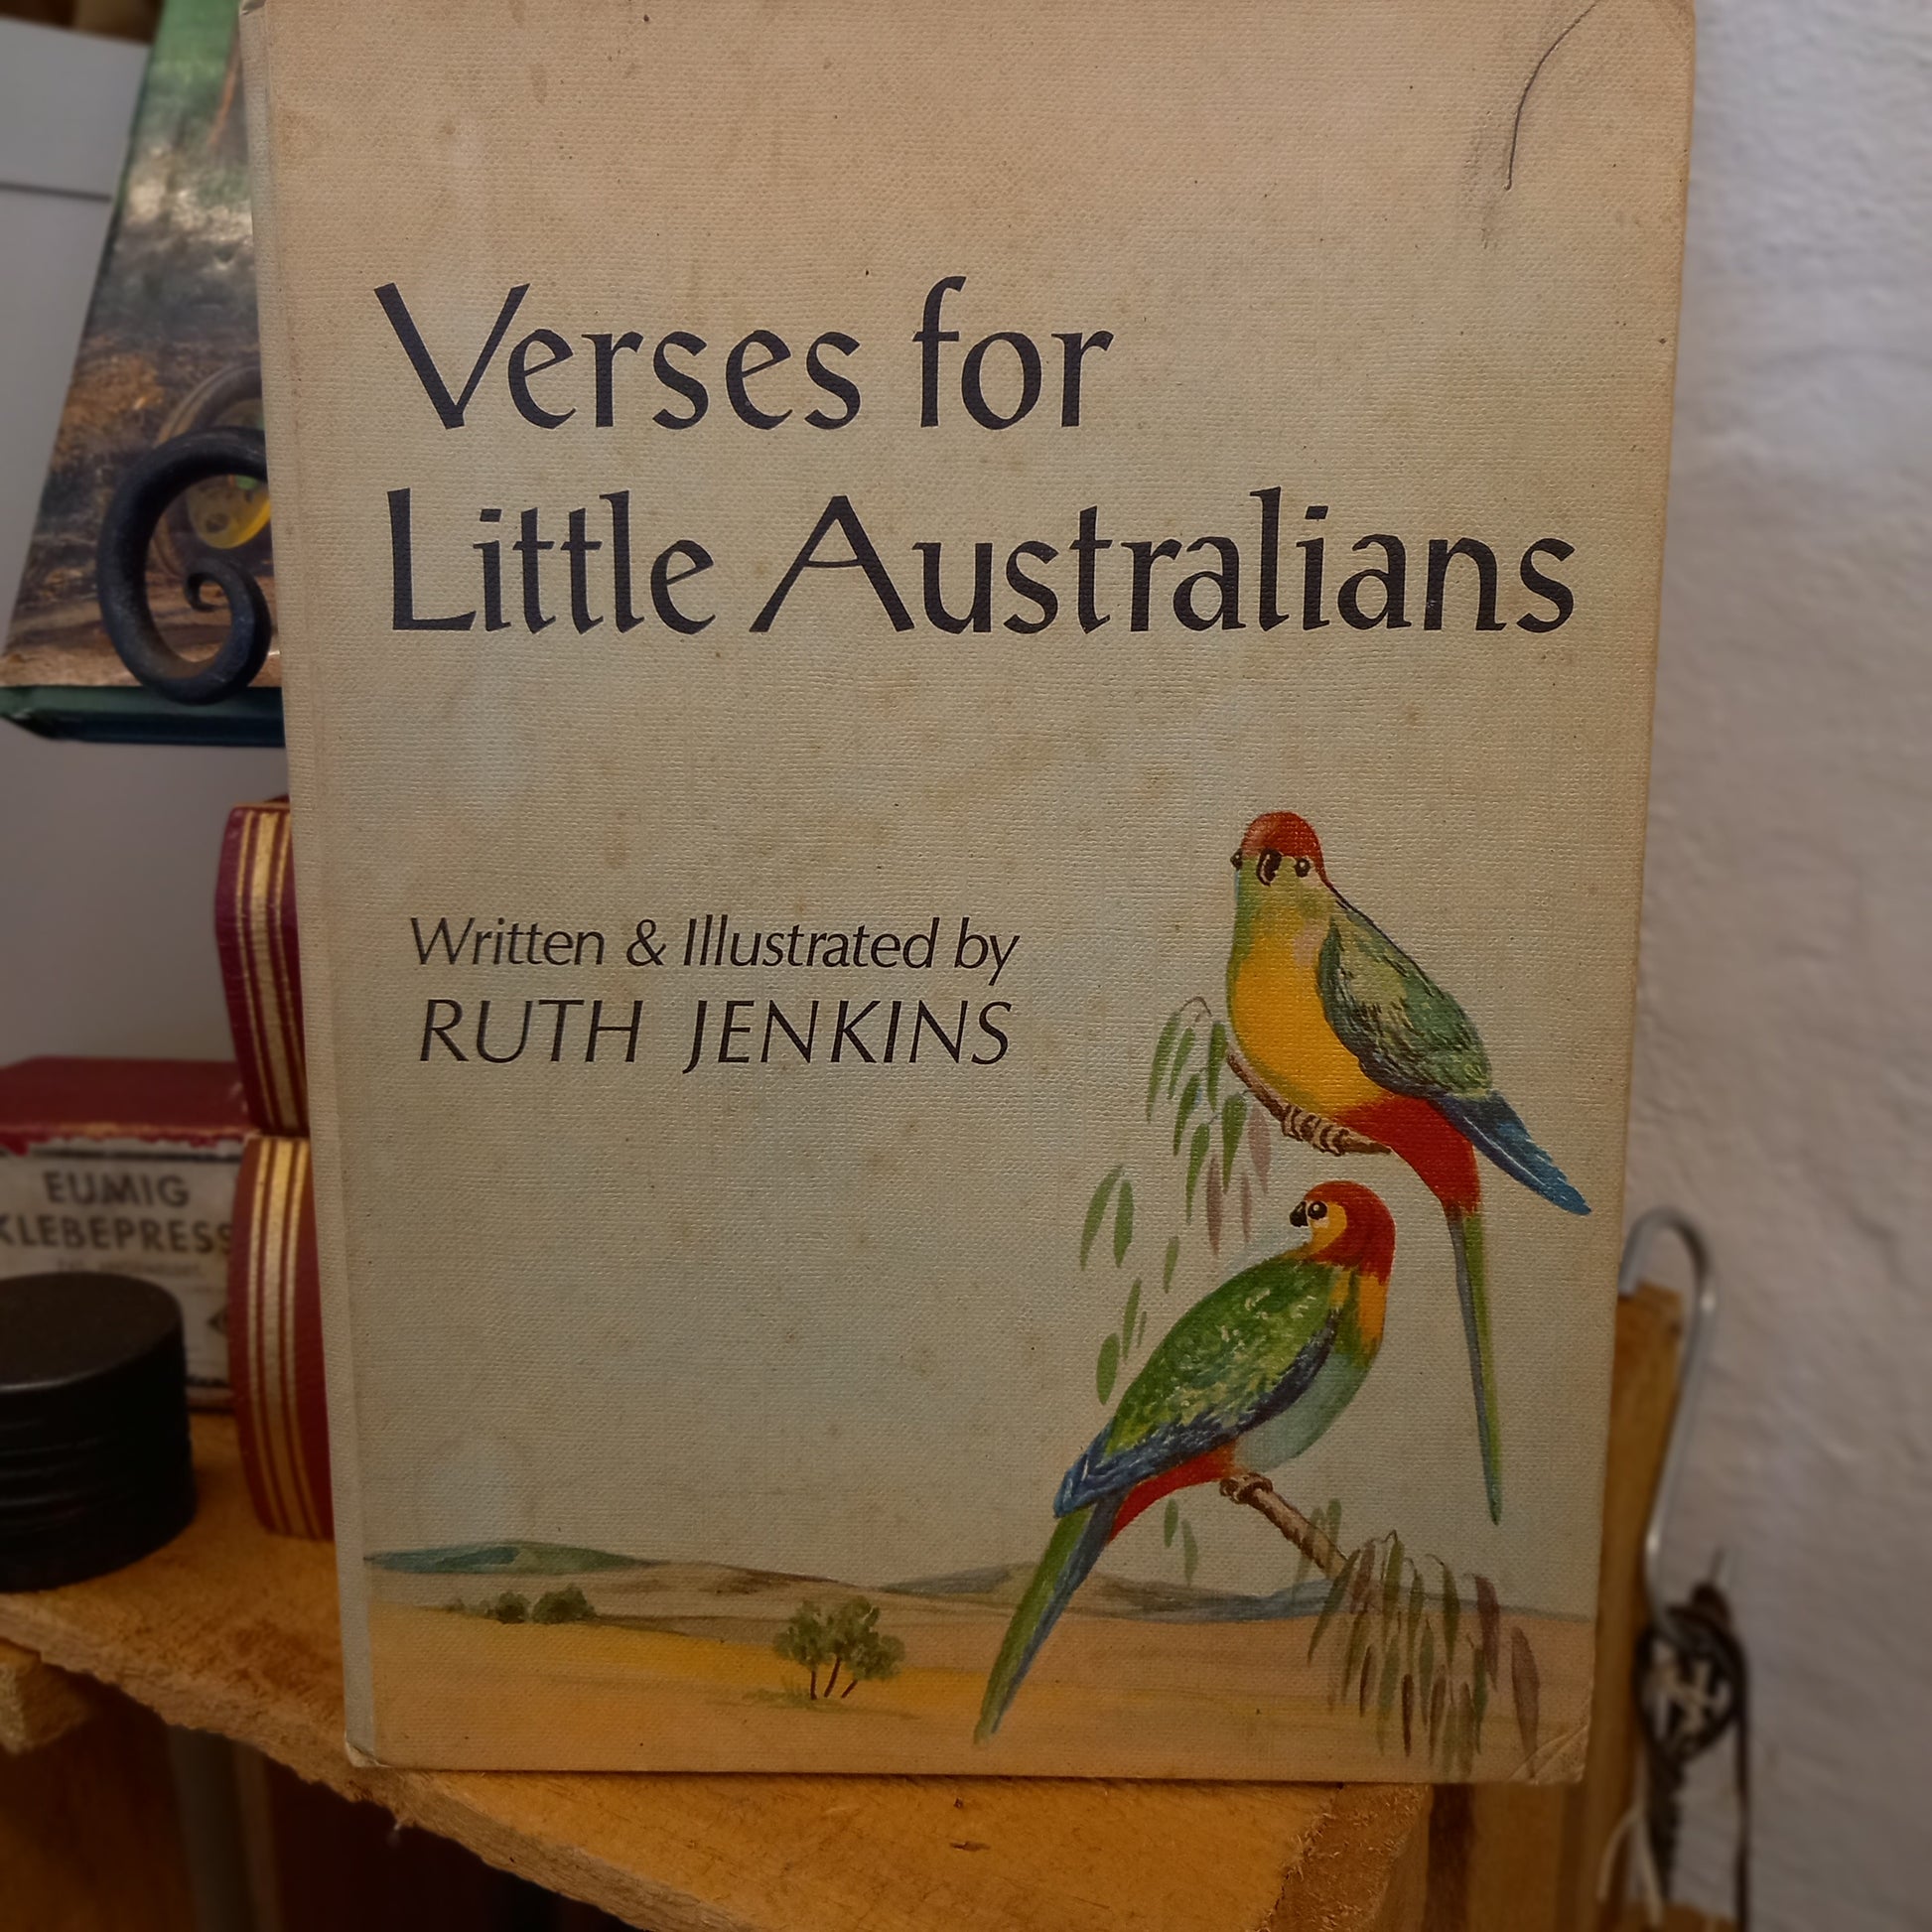 Verses for
Little Australians
Written & Illustrated by
RUTH JENKINS
EUMIG
KLEBEPRESS